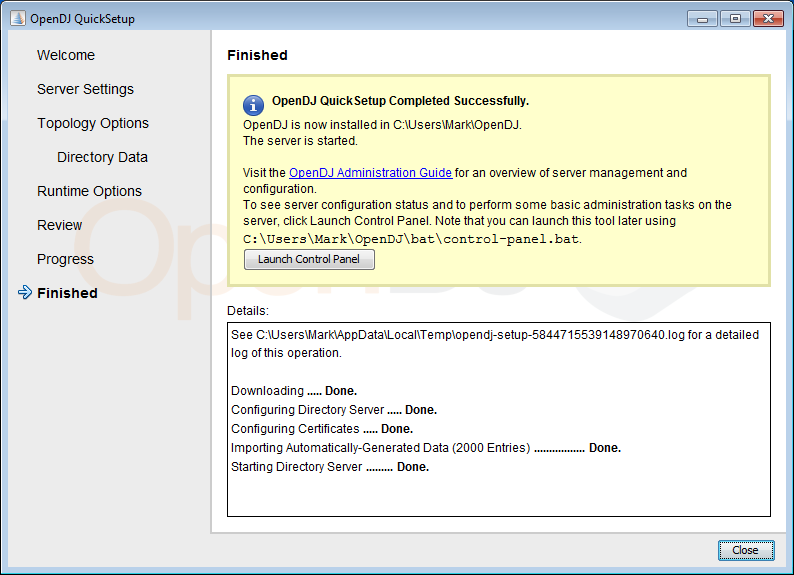 OpenDJ QuickSetup
Welcome
Server Settings
Topology Options
Directory Data
Runtime Options
Review
Progress
Finished
Finished
OpenDJ QuickSetup Completed Successfully.
OpenDJ is now installed in C:\Users\Mark\OpenDJ.
The server is started.
Visit the OpenDJ Administration Guide for an overview of server management and
configuration.
To see server configuration status and to perform some basic administration tasks on the
server, click Launch Control Panel. Note that you can launch this tool later using
C:\Users\Mark\OpenDJ\bat\control-panel.bat.
Launch Control Panel
Details:
See C:\Users\Mark\AppData\Local\Temp\opendj-setup-5844715539148970640.log for a detailed
log of this operation.
Downloading ..... Done.
Configuring Directory Server ..... Done.
Configuring Certificates ..... Done.
Importing Automatically-Generated Data (2000 Entries) ................ Done.
Starting Directory Server ......... Done.
Close
OpenDJ